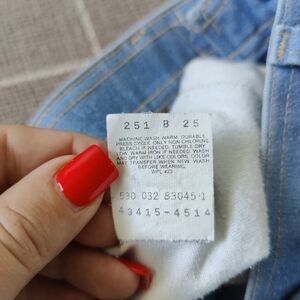 251 8 25
MACHINE WASH WARM. DURABLE
PRESS CYCLE. ONLY NON CHLORINE
BLEACH IF NEEDED. TUMBLE DRY
LOW. WARM IRON IF NEEDED. WASH
AND DRY WITH LIKE COLORS. COLOR
MAY TRANSFER WHEN NEW. WASH
BEFORE WEARING.
WPL 423
530 032 83045-1
43415-4514